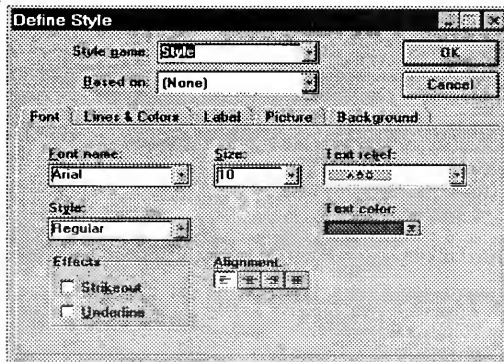 Define Style
Style name: Style
OK
Based on: (None)
Cancel
Font Lines & Colors Label Picture Background
Font name: Size: Text relief:
Arial 10 ABC
Style: Text color:
Regular
Effects Alignment:
Strikeout
Underline